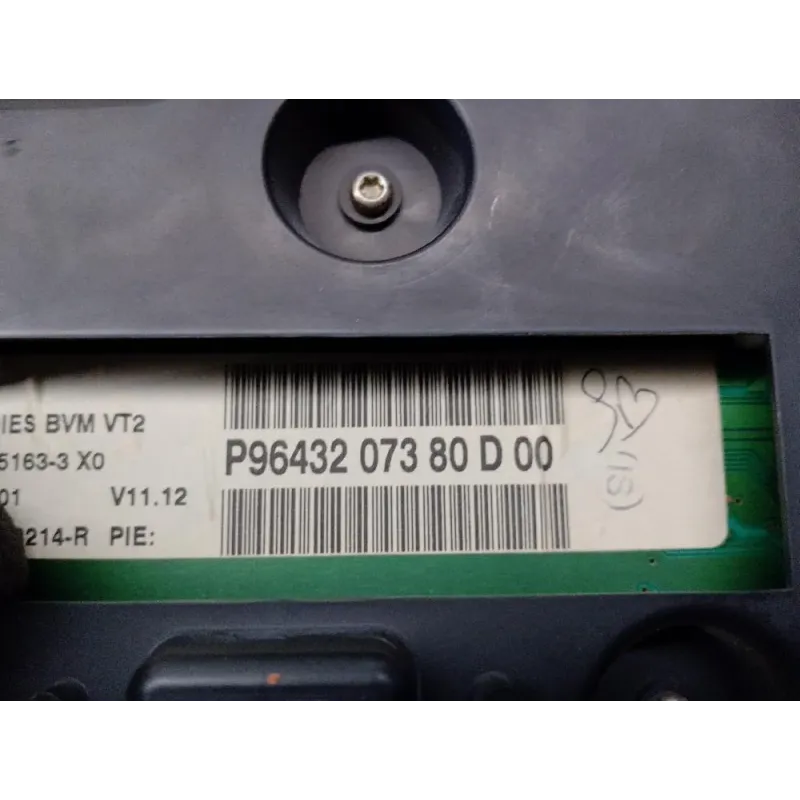 IES BVM VT2
5163-3 X0
01 V11.12
214-R PIE:
P96432 073 80 D 00